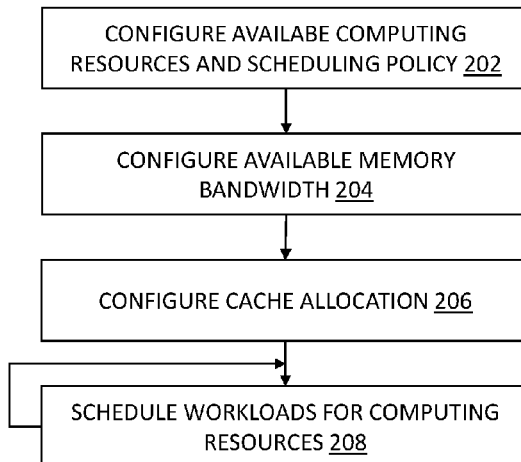 CONFIGURE AVAILABE COMPUTING
RESOURCES AND SCHEDULING POLICY 202
CONFIGURE AVAILABLE MEMORY
BANDWIDTH 204
CONFIGURE CACHE ALLOCATION 206
SCHEDULE WORKLOADS FOR COMPUTING
RESOURCES 208